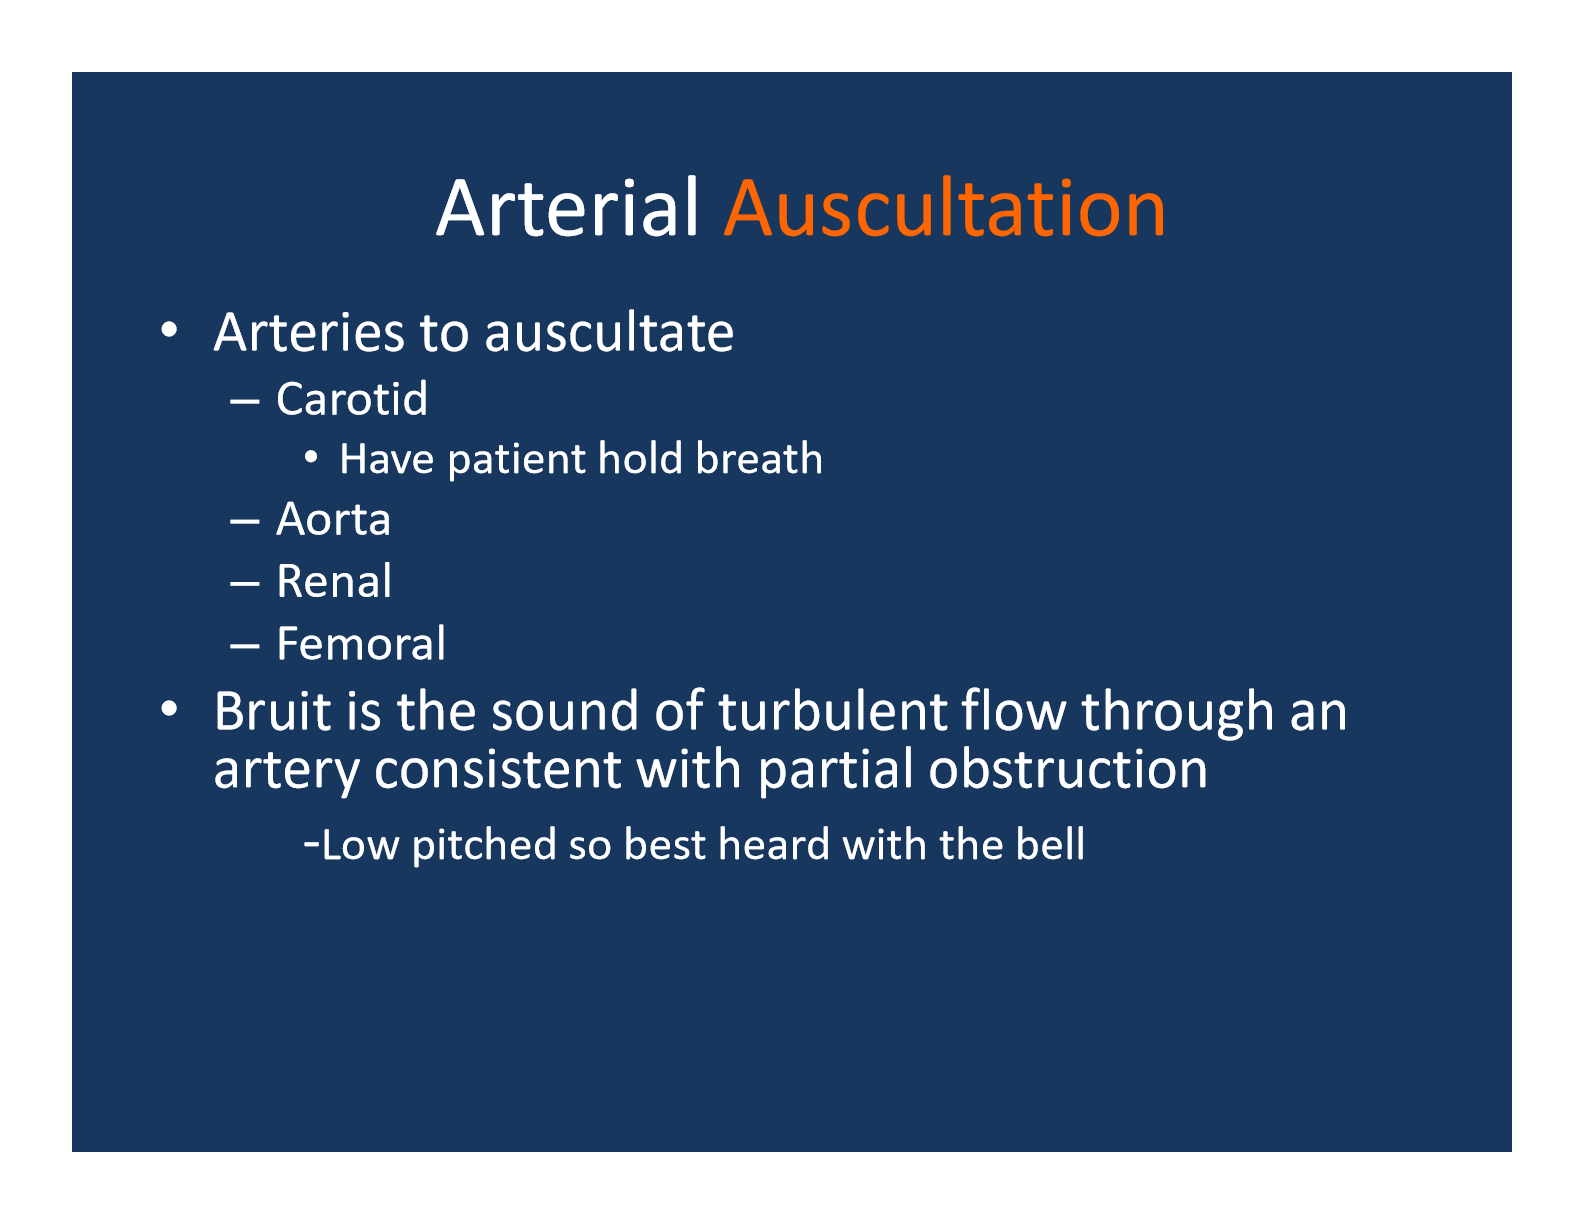 Arterial Auscultation
• Arteries to auscultate
– Carotid
• Have patient hold breath
– Aorta
– Renal
– Femoral
• Bruit is the sound of turbulent flow through an
artery consistent with partial obstruction
-Low pitched so best heard with the bell